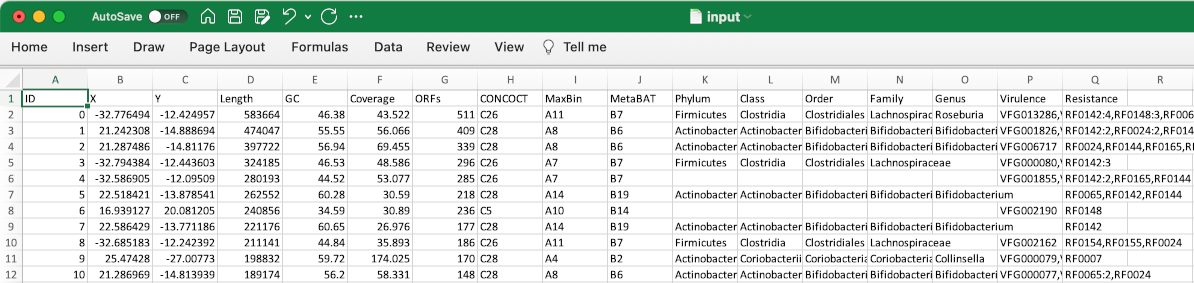 AutoSave OFF input
Home Insert Draw Page Layout Formulas Data Review View Tell me
A B C D E F G H I J K L M N O P Q R
1 ID X Y Length GC Coverage ORFs CONCOCT MaxBin MetaBAT Phylum Class Order Family Genus Virulence Resistance
2 0 -32.776494 -12.424957 583664 46.38 43.522 511 C26 A11 B7 Firmicutes Clostridia Clostridiales Lachnospirac Roseburia VFG013286, RF0142:4,RF0148:3,RF006
3 1 21.242308 -14.888694 474047 55.55 56.066 409 C28 A8 B6 Actinobacter Actinobacter Bifidobacteri Bifidobacteri Bifidobacteri VFG001826, RF0142:2,RF0024:2,RF014
4 2 21.287486 -14.81176 397722 56.94 69.455 339 C28 A8 B6 Actinobacter Actinobacter Bifidobacteri Bifidobacteri Bifidobacteri VFG006717 RF0024,RF0144,RF0165,RI
5 3 -32.794384 -12.443603 324185 46.53 48.586 296 C26 A7 B7 Firmicutes Clostridia Clostridiales Lachnospiraceae VFG000080, RF0142:3
6 4 -32.586905 -12.09509 280193 44.52 53.077 285 C26 A7 B7 VFG001855, RF0142:2,RF0165,RF0144
7 5 22.518421 -13.878541 262552 60.28 30.59 218 C28 A14 B19 Actinobacter Actinobacter Bifidobacteri Bifidobacteri Bifidobacterium RF0065,RF0142,RF0144
8 6 16.939127 20.081205 240856 34.59 30.89 236 C5 A10 B14 VFG002190 RF0148
9 7 22.586429 -13.771186 221176 60.65 26.976 177 C28 A14 B19 Actinobacter Actinobacter Bifidobacteri Bifidobacteri Bifidobacterium RF0142
10 8 -32.685183 -12.242392 211141 44.84 35.893 186 C26 A11 B7 Firmicutes Clostridia Clostridiales Lachnospiraceae VFG002162 RF0154,RF0155,RF0024
11 9 25.47428 -27.00773 198832 59.72 174.025 170 C28 A4 B2 Actinobacter Coriobacterii Coriobacteria Coriobacteria Collinsella VFG000079, RF0007
12 10 21.286969 -14.813939 189174 56.2 58.331 148 C28 A8 B6 Actinobacter Actinobacter Bifidobacteri Bifidobacteri Bifidobacteri VFG000077, RF0065:2,RF0024